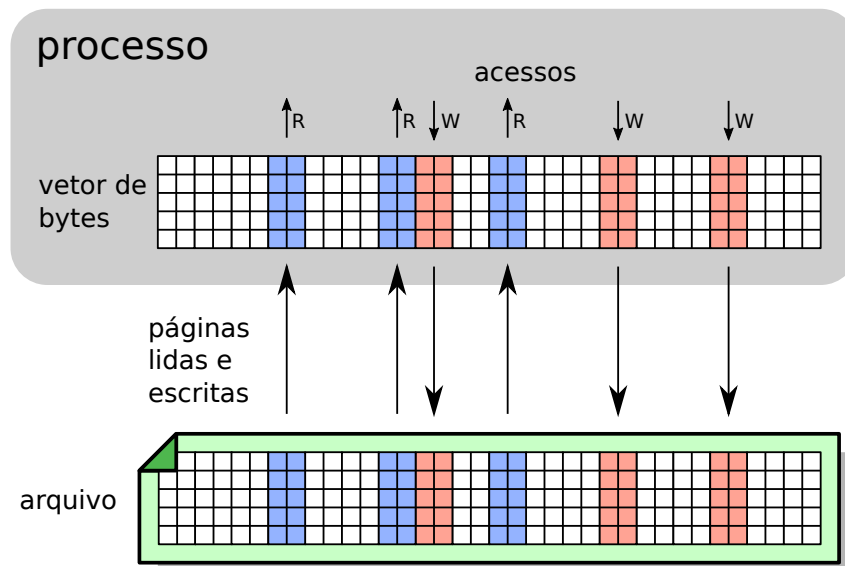 processo
acessos
R R W R W W
vetor de
bytes
páginas
lidas e
escritas
arquivo